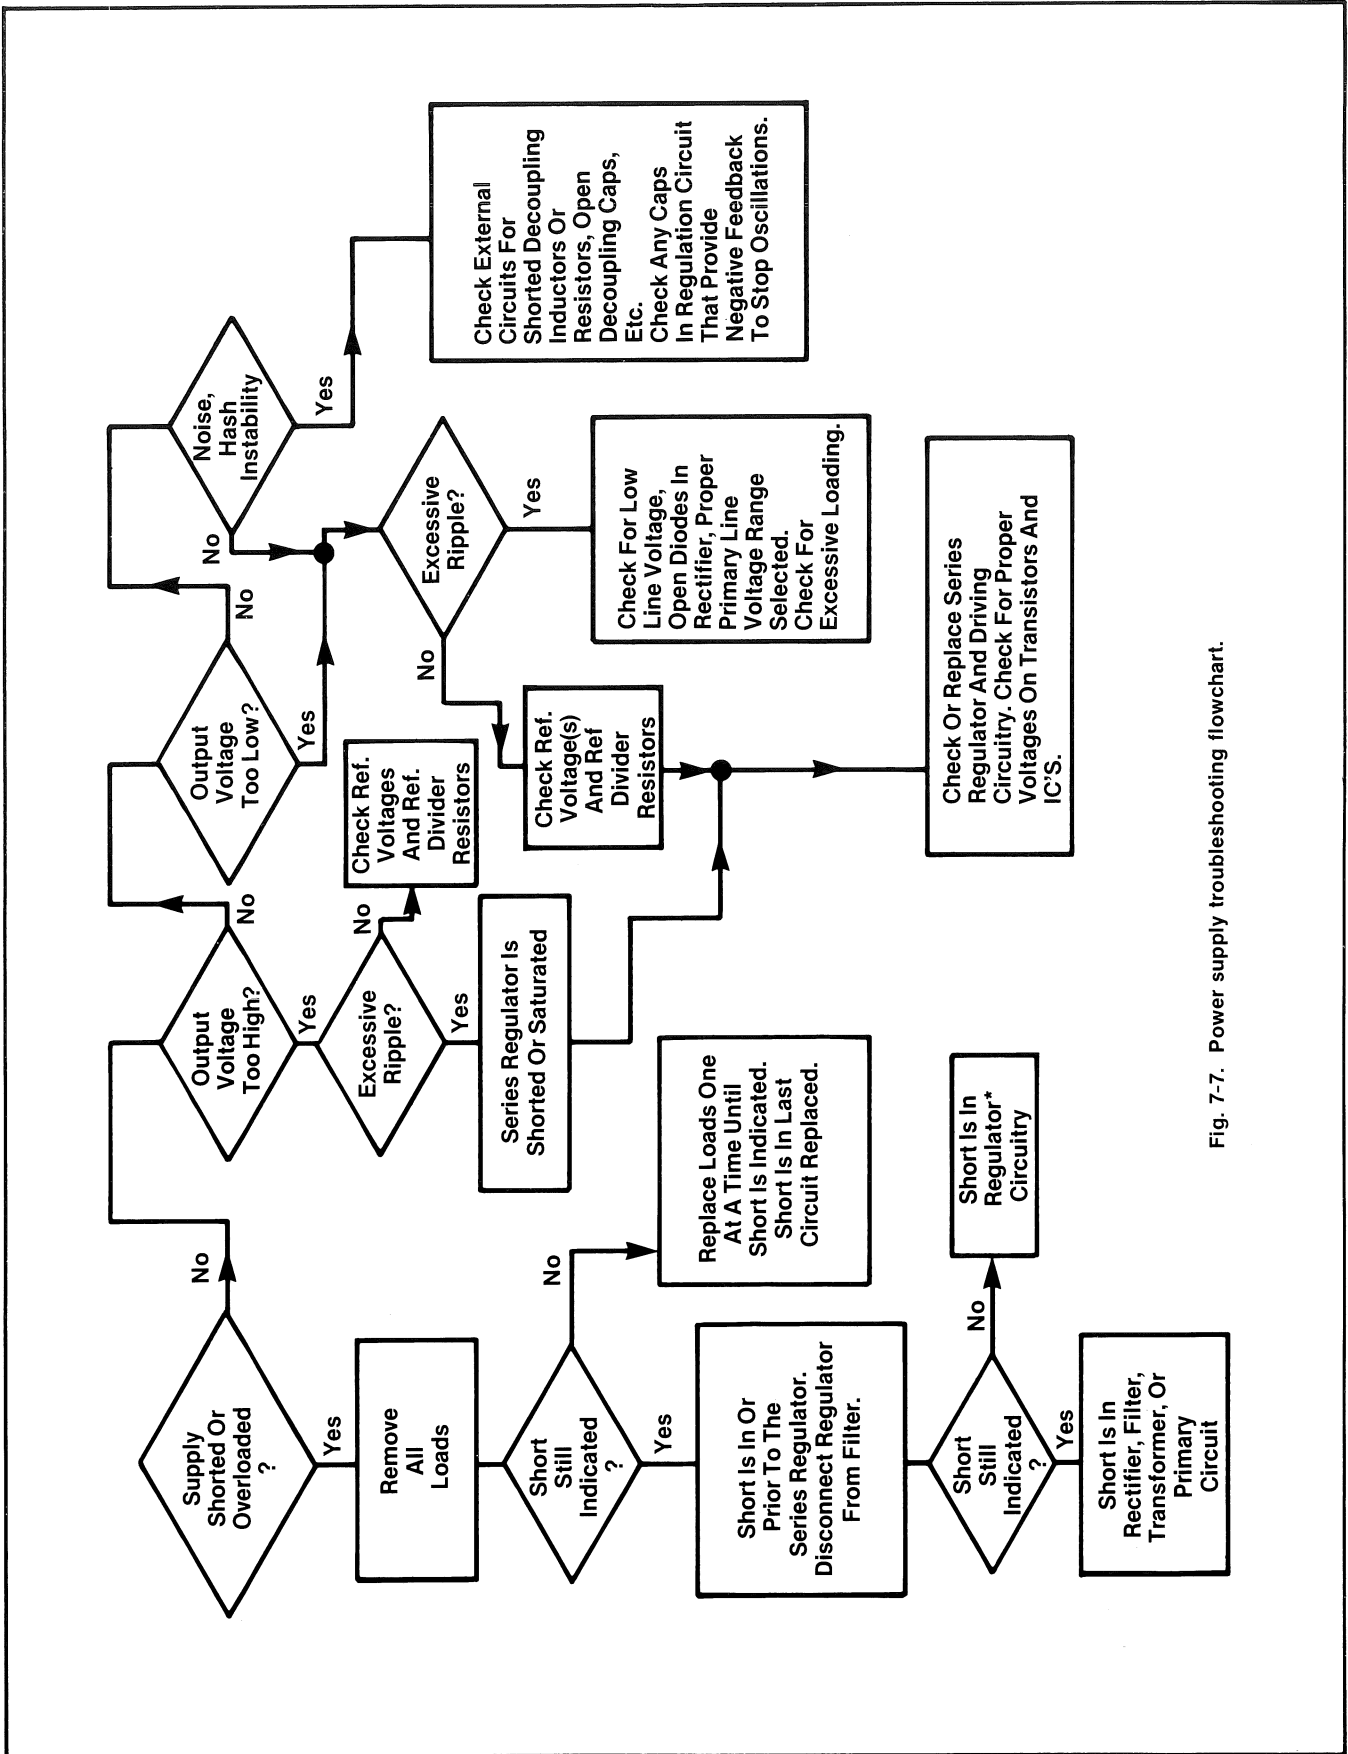 Supply
Shorted Or
Overloaded
?
No
Yes
Remove
All
Loads
Short
Still
Indicated
?
No
Replace Loads One
At A Time Until
Short Is Indicated.
Short Is In Last
Circuit Replaced.
Yes
Short Is In Or
Prior To The
Series Regulator.
Disconnect Regulator
From Filter.
Short
Still
Indicated
?
No
Short Is In
Regulator*
Circuitry
Yes
Short Is In
Rectifier, Filter,
Transformer, Or
Primary
Circuit
Output
Voltage
Too High?
No
Yes
Excessive
Ripple?
No
Check Ref.
Voltages
And Ref.
Divider
Resistors
Yes
Series Regulator Is
Shorted Or Saturated
Output
Voltage
Too Low?
No
Yes
Noise,
Hash
Instability
No
Yes
Check External
Circuits For
Shorted Decoupling
Inductors Or
Resistors, Open
Decoupling Caps,
Etc.
Check Any Caps
In Regulation Circuit
That Provide
Negative Feedback
To Stop Oscillations.
Excessive
Ripple?
No
Check Ref.
Voltage(s)
And Ref
Divider
Resistors
Yes
Check For Low
Line Voltage,
Open Diodes In
Rectifier, Proper
Primary Line
Voltage Range
Selected.
Check For
Excessive Loading.
Check Or Replace Series
Regulator And Driving
Circuitry. Check For Proper
Voltages On Transistors And
IC'S.
Fig. 7-7. Power supply troubleshooting flowchart.